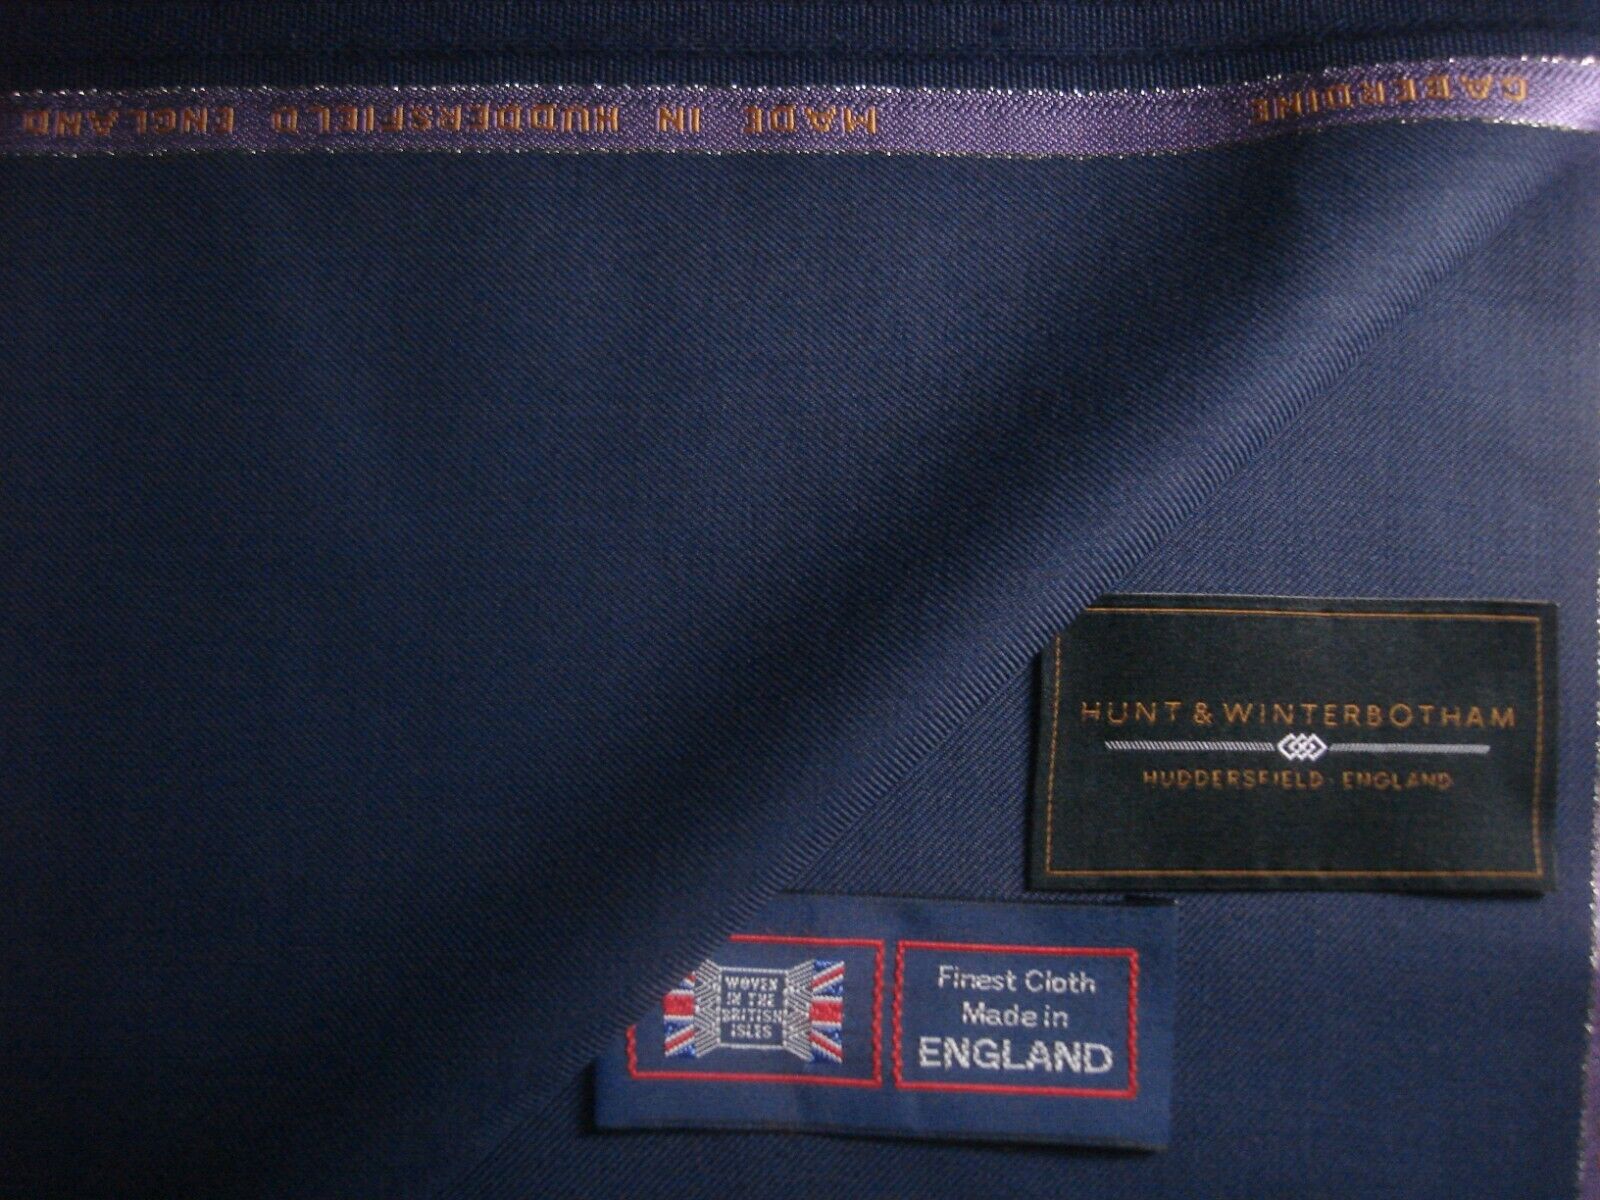 GABERDINE
MADE IN HUDDERSFIELD ENGLAND
HUNT & WINTERBOTHAM
HUDDERSFIELD · ENGLAND
WOVEN
IN THE
BRITISH
ISLES
Finest Cloth
Made in
ENGLAND